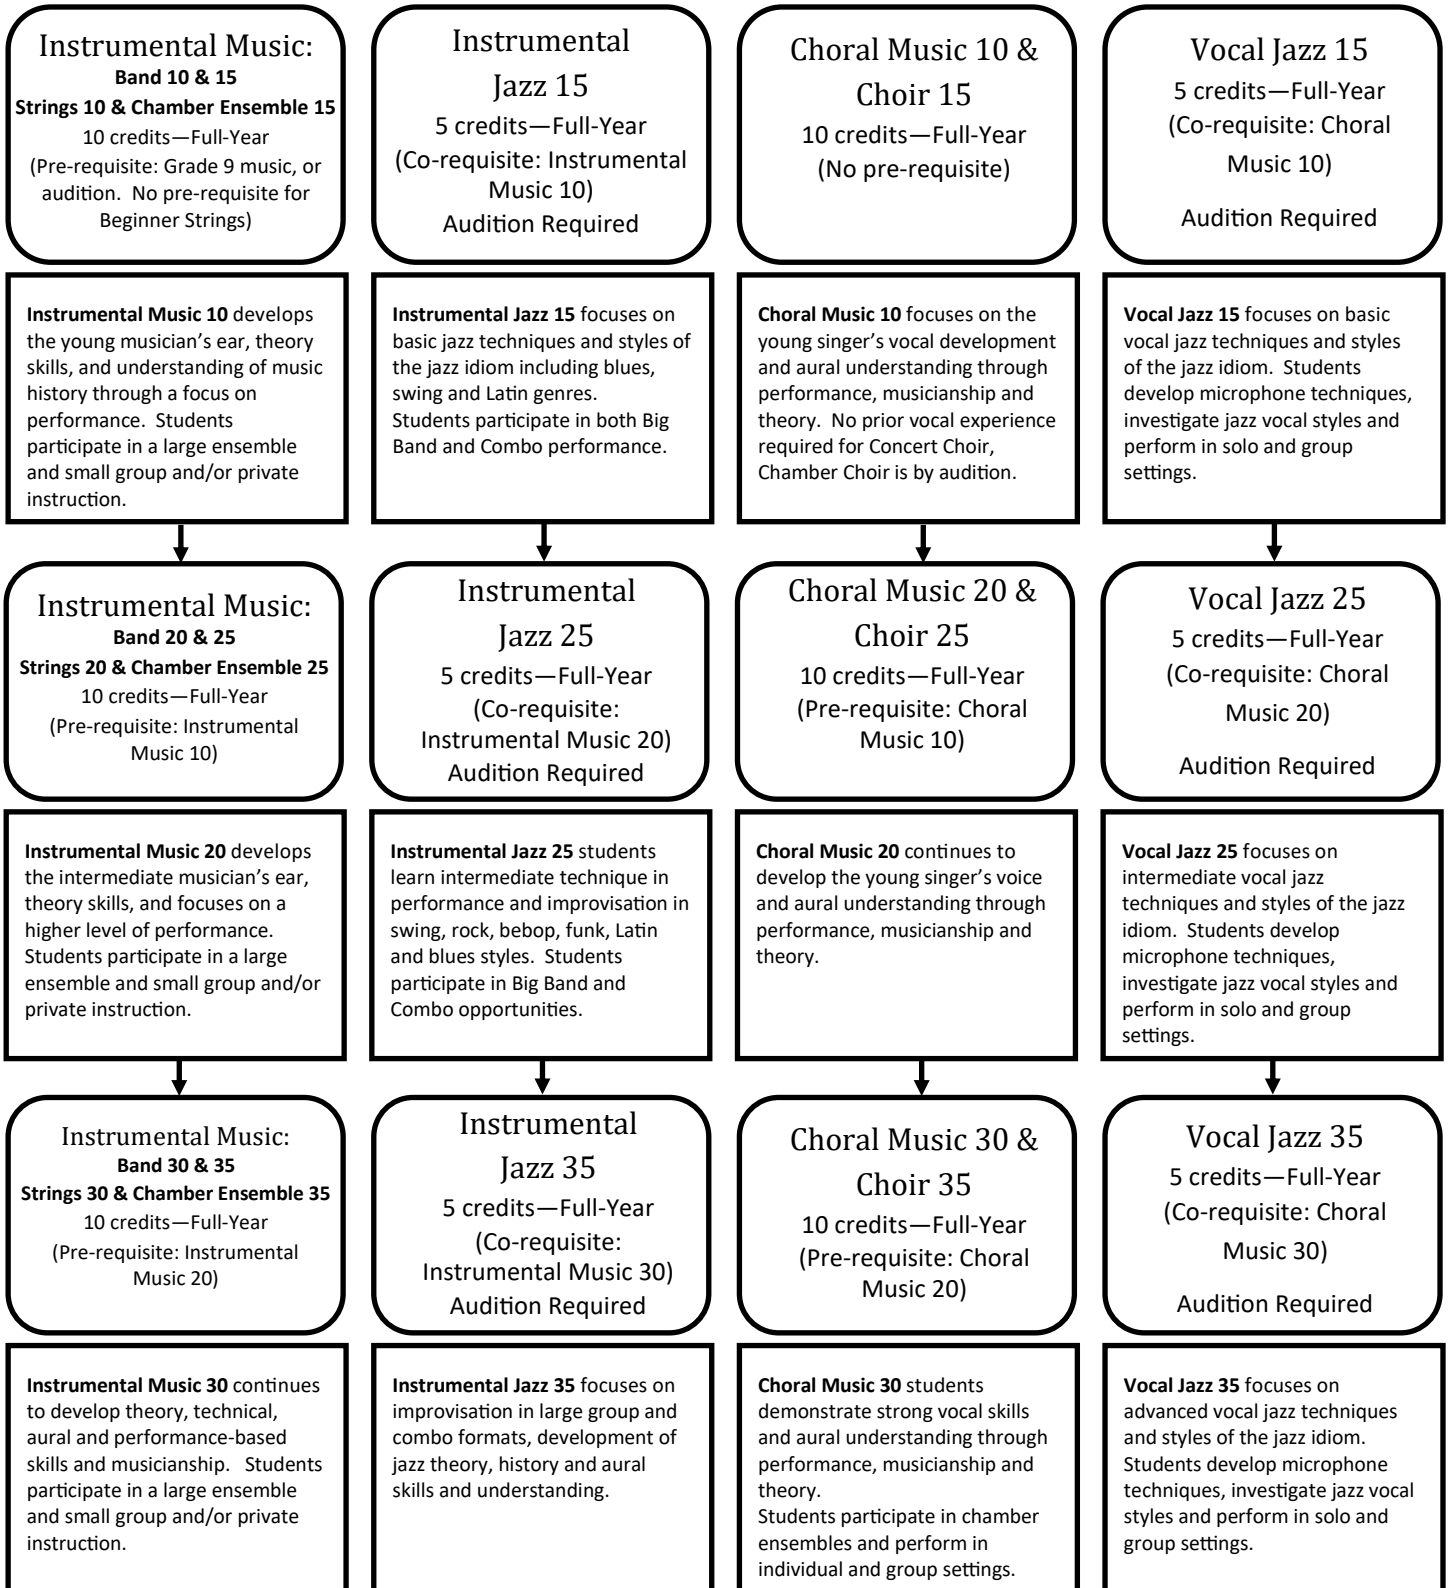 Instrumental Music:
Band 10 & 15
Strings 10 & Chamber Ensemble 15
10 credits—Full-Year
(Pre-requisite: Grade 9 music, or
audition.  No pre-requisite for
Beginner Strings)
Instrumental
Jazz 15
5 credits—Full-Year
(Co-requisite: Instrumental
Music 10)
Audition Required
Choral Music 10 &
Choir 15
10 credits—Full-Year
(No pre-requisite)
Vocal Jazz 15
5 credits—Full-Year
(Co-requisite: Choral
Music 10)
Audition Required
Instrumental Music 10 develops
the young musician’s ear, theory
skills, and understanding of music
history through a focus on
performance.  Students
participate in a large ensemble
and small group and/or private
instruction.
Instrumental Jazz 15 focuses on
basic jazz techniques and styles of
the jazz idiom including blues,
swing and Latin genres.
Students participate in both Big
Band and Combo performance.
Choral Music 10 focuses on the
young singer’s vocal development
and aural understanding through
performance, musicianship and
theory.  No prior vocal experience
required for Concert Choir,
Chamber Choir is by audition.
Vocal Jazz 15 focuses on basic
vocal jazz techniques and styles
of the jazz idiom.  Students
develop microphone techniques,
investigate jazz vocal styles and
perform in solo and group
settings.
Instrumental Music:
Band 20 & 25
Strings 20 & Chamber Ensemble 25
10 credits—Full-Year
(Pre-requisite: Instrumental
Music 10)
Instrumental
Jazz 25
5 credits—Full-Year
(Co-requisite:
Instrumental Music 20)
Audition Required
Choral Music 20 &
Choir 25
10 credits—Full-Year
(Pre-requisite: Choral
Music 10)
Vocal Jazz 25
5 credits—Full-Year
(Co-requisite: Choral
Music 20)
Audition Required
Instrumental Music 20 develops
the intermediate musician’s ear,
theory skills, and focuses on a
higher level of performance.
Students participate in a large
ensemble and small group and/or
private instruction.
Instrumental Jazz 25 students
learn intermediate technique in
performance and improvisation in
swing, rock, bebop, funk, Latin
and blues styles.  Students
participate in Big Band and
Combo opportunities.
Choral Music 20 continues to
develop the young singer’s voice
and aural understanding through
performance, musicianship and
theory.
Vocal Jazz 25 focuses on
intermediate vocal jazz
techniques and styles of the jazz
idiom.  Students develop
microphone techniques,
investigate jazz vocal styles and
perform in solo and group
settings.
Instrumental Music:
Band 30 & 35
Strings 30 & Chamber Ensemble 35
10 credits—Full-Year
(Pre-requisite: Instrumental
Music 20)
Instrumental
Jazz 35
5 credits—Full-Year
(Co-requisite:
Instrumental Music 30)
Audition Required
Choral Music 30 &
Choir 35
10 credits—Full-Year
(Pre-requisite: Choral
Music 20)
Vocal Jazz 35
5 credits—Full-Year
(Co-requisite: Choral
Music 30)
Audition Required
Instrumental Music 30 continues
to develop theory, technical,
aural and performance-based
skills and musicianship.   Students
participate in a large ensemble
and small group and/or private
instruction.
Instrumental Jazz 35 focuses on
improvisation in large group and
combo formats, development of
jazz theory, history and aural
skills and understanding.
Choral Music 30 students
demonstrate strong vocal skills
and aural understanding through
performance, musicianship and
theory.
Students participate in chamber
ensembles and perform in
individual and group settings.
Vocal Jazz 35 focuses on
advanced vocal jazz techniques
and styles of the jazz idiom.
Students develop microphone
techniques, investigate jazz vocal
styles and perform in solo and
group settings.